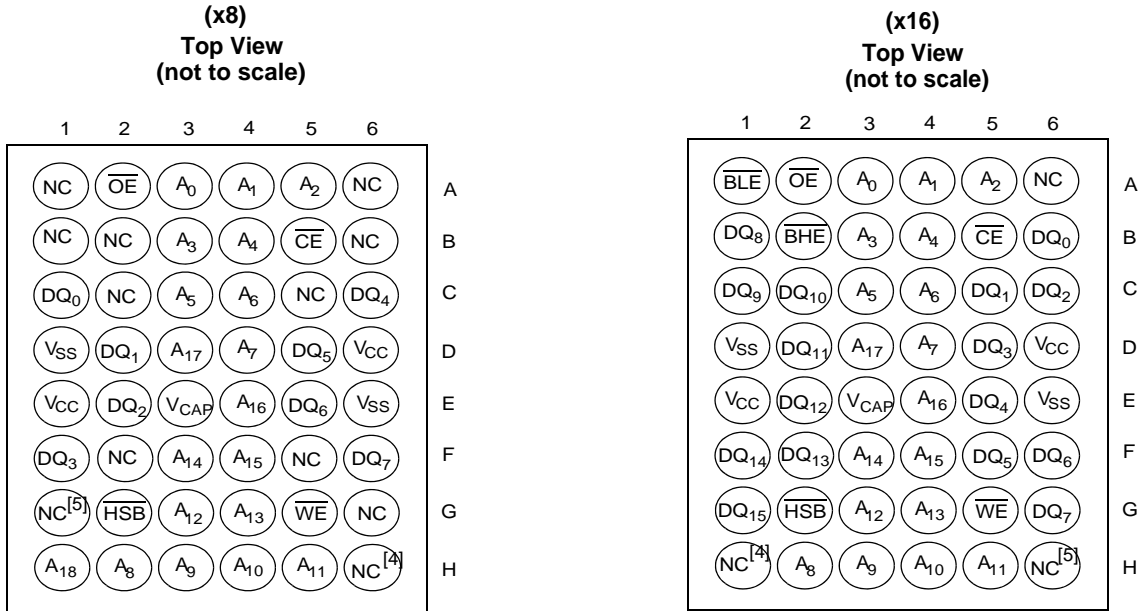 (x8)
Top View
(not to scale)
1 2 3 4 5 6
NC OE A0 A1 A2 NC A
NC NC A3 A4 CE NC B
DQ0 NC A5 A6 NC DQ4 C
VSS DQ1 A17 A7 DQ5 VCC D
VCC DQ2 VCAP A16 DQ6 VSS E
DQ3 NC A14 A15 NC DQ7 F
NC[5] HSB A12 A13 WE NC G
A18 A8 A9 A10 A11 NC[4] H
(x16)
Top View
(not to scale)
1 2 3 4 5 6
BLE OE A0 A1 A2 NC A
DQ8 BHE A3 A4 CE DQ0 B
DQ9 DQ10 A5 A6 DQ1 DQ2 C
VSS DQ11 A17 A7 DQ3 VCC D
VCC DQ12 VCAP A16 DQ4 VSS E
DQ14 DQ13 A14 A15 DQ5 DQ6 F
DQ15 HSB A12 A13 WE DQ7 G
NC[4] A8 A9 A10 A11 NC[5] H